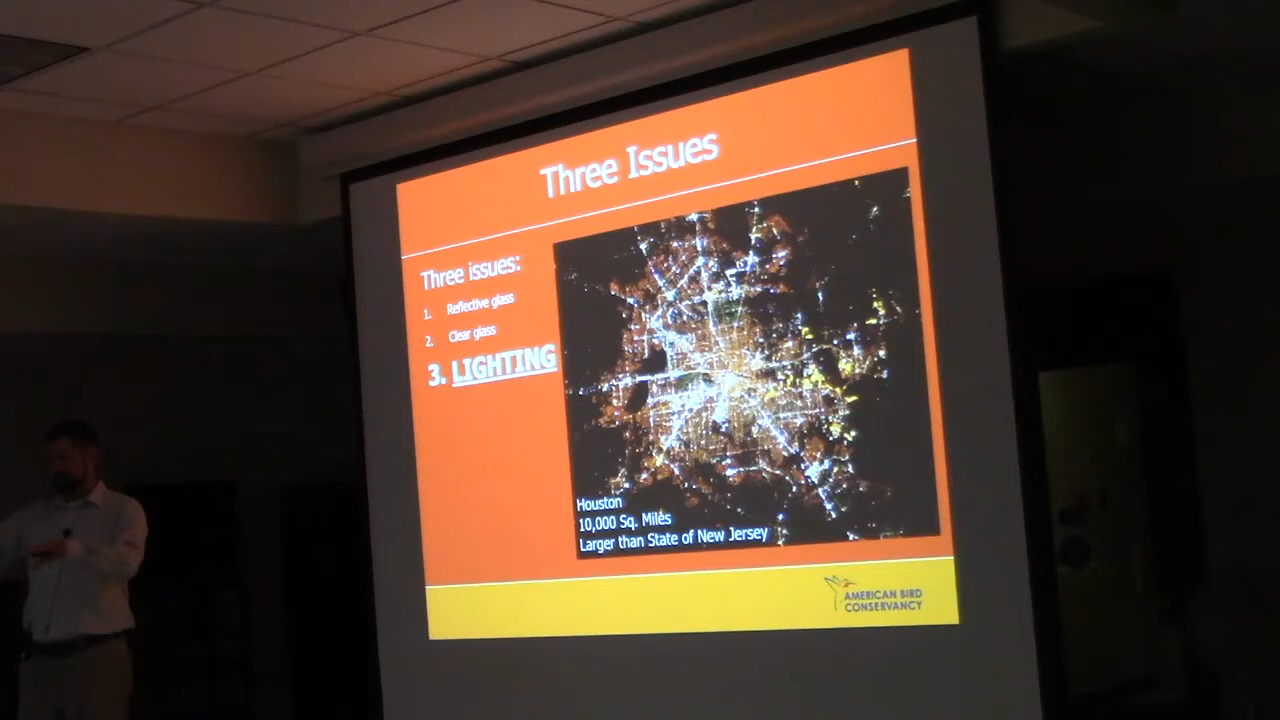 Three Issues
Three issues:
1. Reflective glass
2. Clear glass
3. LIGHTING
Houston
10,000 Sq. Miles
Larger than State of New Jersey
AMERICAN BIRD
CONSERVANCY